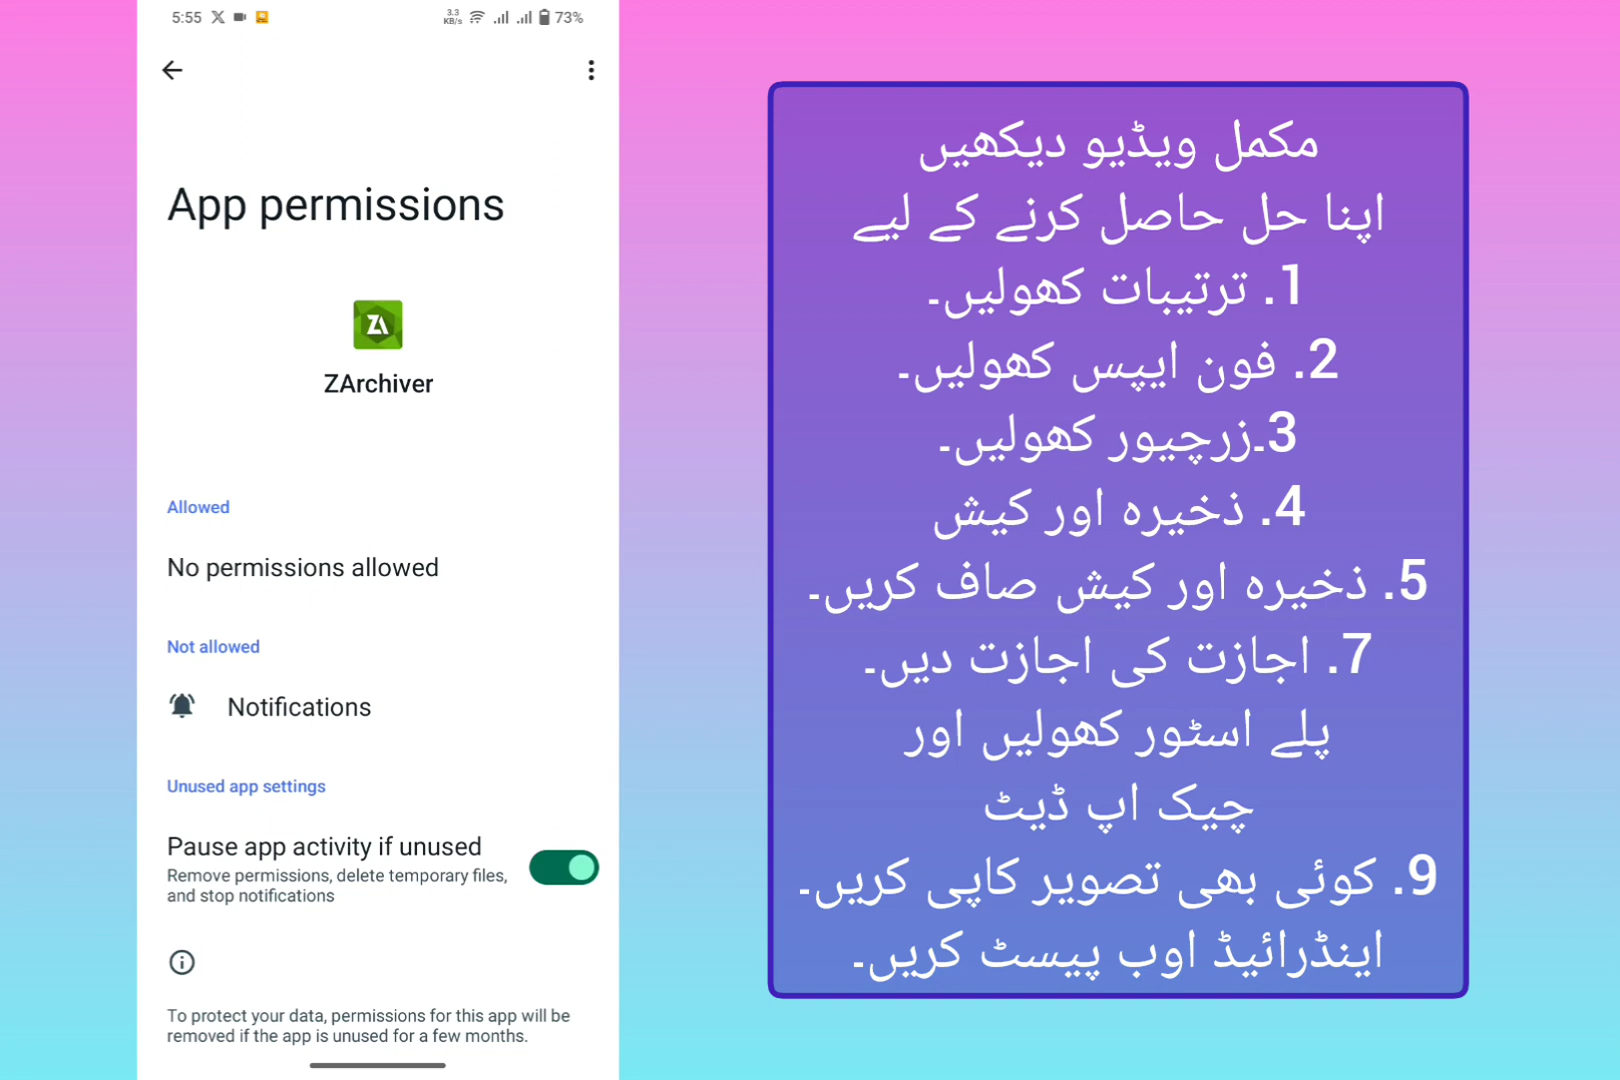 5:55
3.3 KB/s
73%
App permissions
ZA
ZArchiver
Allowed
No permissions allowed
Not allowed
Notifications
Unused app settings
Pause app activity if unused
Remove permissions, delete temporary files,
and stop notifications
To protect your data, permissions for this app will be
removed if the app is unused for a few months.
مکمل ویڈیو دیکھیں
اپنا حل حاصل کرنے کے لیے
1. ترتیبات کھولیں۔
2. فون ایپس کھولیں۔
3۔زرچیور کھولیں۔
4. ذخیرہ اور کیش
5. ذخیرہ اور کیش صاف کریں۔
7. اجازت کی اجازت دیں۔
پلے اسٹور کھولیں اور
چیک اپ ڈیٹ
9. کوئی بھی تصویر کاپی کریں۔
اینڈرائیڈ اوب پیسٹ کریں۔